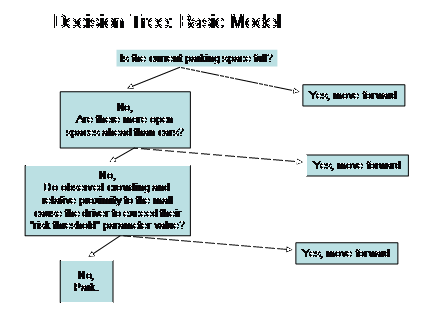 Decision Tree: Basic Model
Is the current parking space full?
Yes, move forward
No,
Are there more open
spaces ahead than cars?
Yes, move forward
No,
Do observed crowding and
relative proximity to the mall
cause the driver to exceed their
"risk threshold" parameter value?
Yes, move forward
No,
Park.